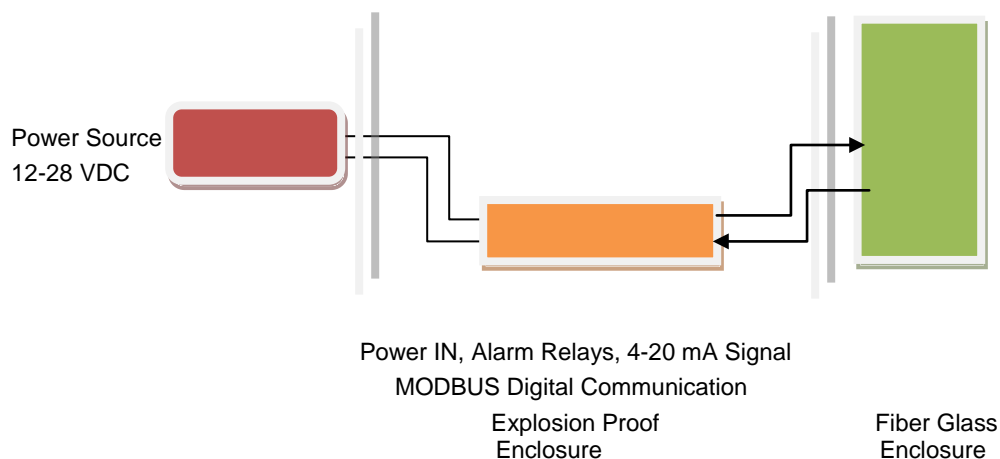 Power Source
12-28 VDC
Power IN, Alarm Relays, 4-20 mA Signal
MODBUS Digital Communication
Explosion Proof
Enclosure
Fiber Glass
Enclosure